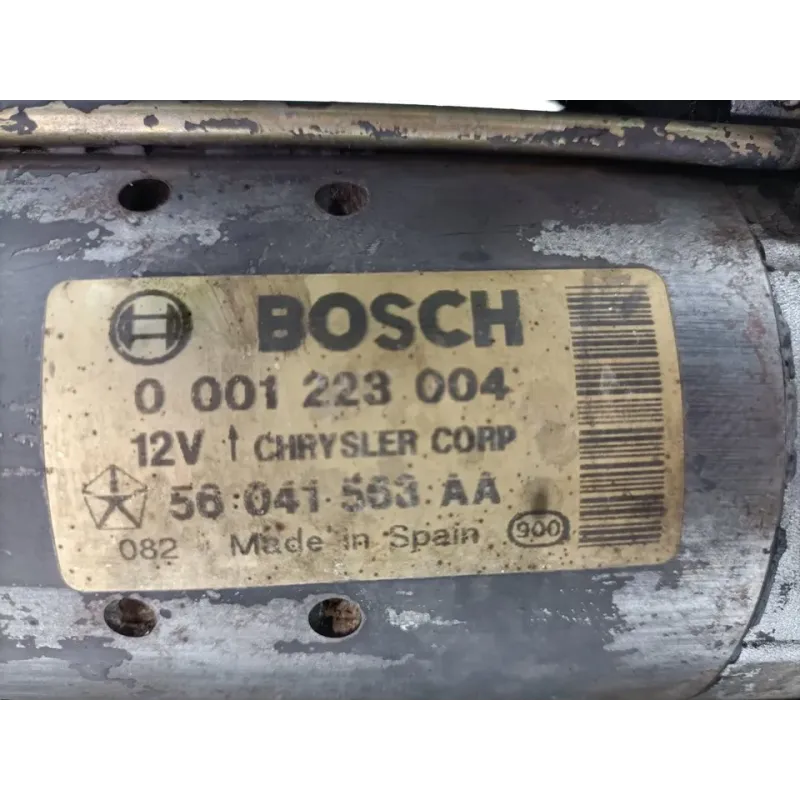 BOSCH
0 001 223 004
12V ↑ CHRYSLER CORP
56 041 563 AA
082 Made in Spain 900